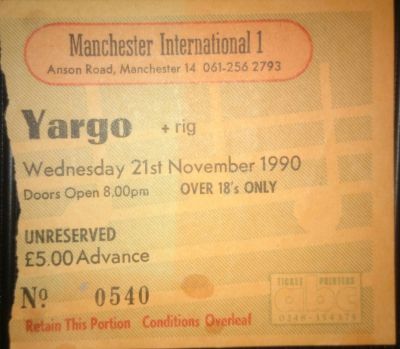 Manchester International 1
Anson Road, Manchester 14 061-256 2793
Yargo + rig
Wednesday 21st November 1990
Doors Open 8.00pm OVER 18's ONLY
UNRESERVED
£5.00 Advance
No. 0540
TICKET PRINTERS
abc
Retain This Portion Conditions Overleaf